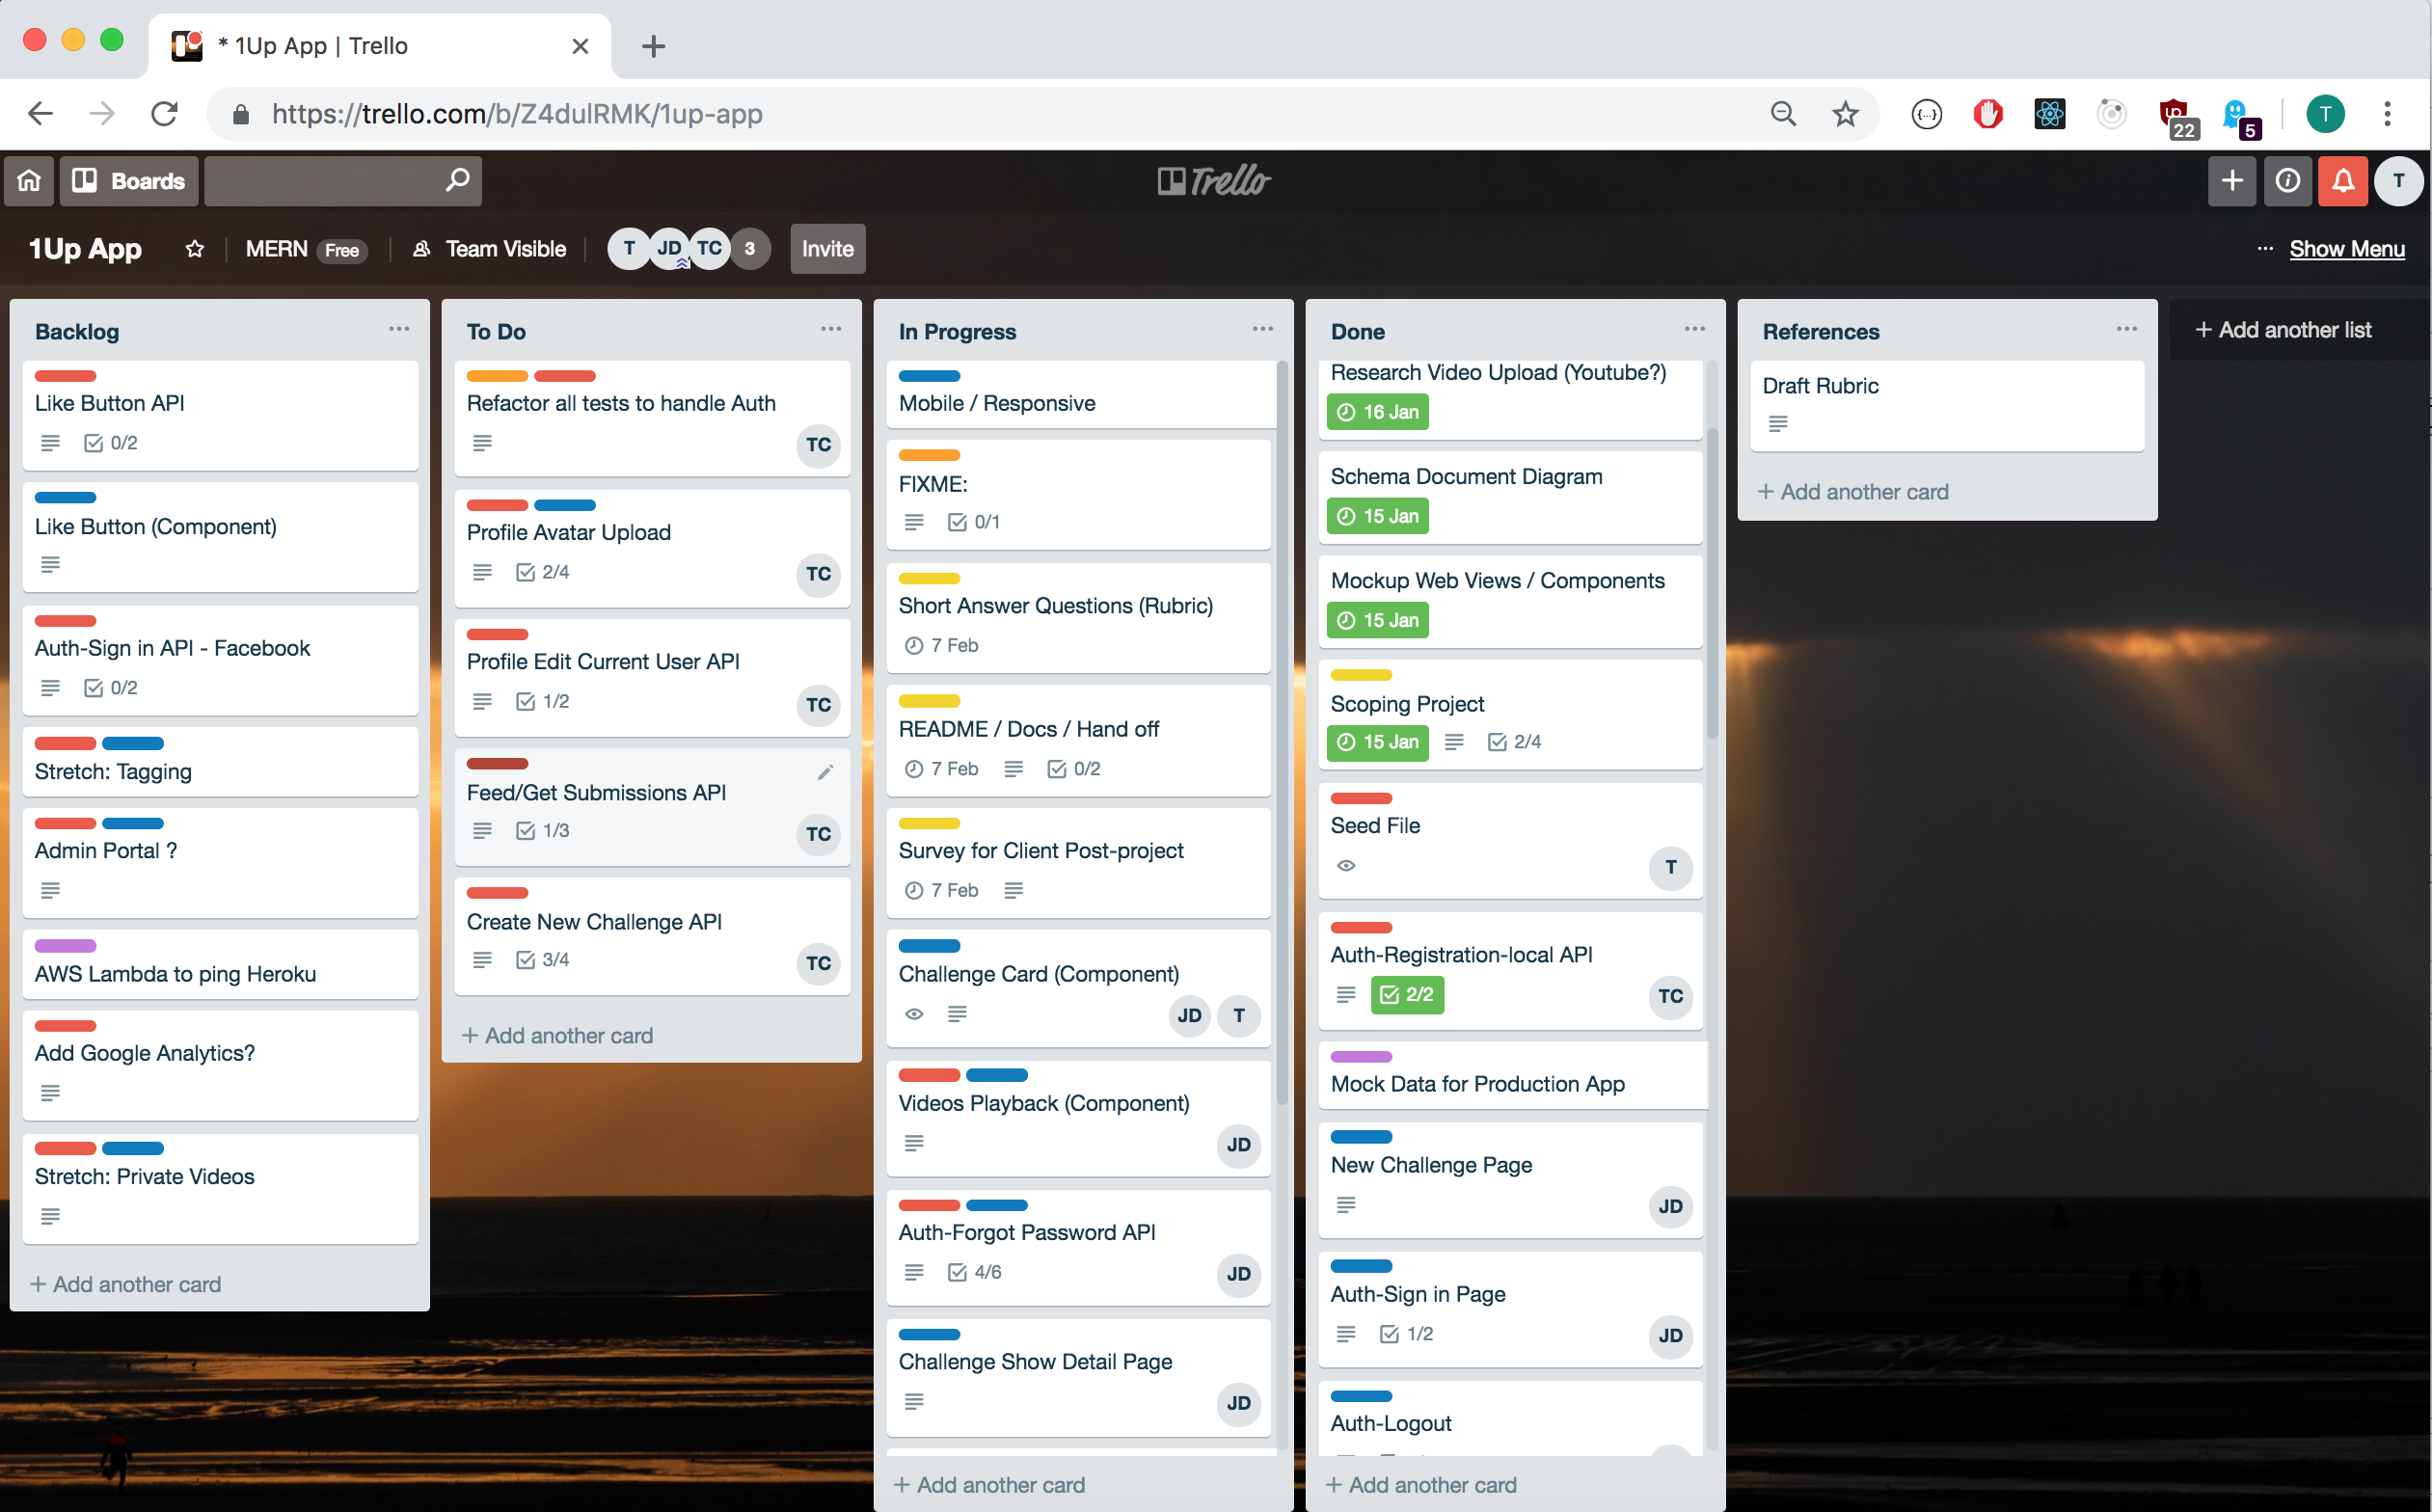 * 1Up App | Trello
https://trello.com/b/Z4dulRMK/1up-app
22
5
T
Boards
Trello
T
1Up App
MERN Free
Team Visible
T JD TC 3
Invite
... Show Menu
Backlog
Like Button API
0/2
Like Button (Component)
Auth-Sign in API - Facebook
0/2
Stretch: Tagging
Admin Portal ?
AWS Lambda to ping Heroku
Add Google Analytics?
Stretch: Private Videos
+ Add another card
To Do
Refactor all tests to handle Auth
TC
Profile Avatar Upload
2/4
TC
Profile Edit Current User API
1/2
TC
Feed/Get Submissions API
1/3
TC
Create New Challenge API
3/4
TC
+ Add another card
In Progress
Mobile / Responsive
FIXME:
0/1
Short Answer Questions (Rubric)
7 Feb
README / Docs / Hand off
7 Feb 0/2
Survey for Client Post-project
7 Feb
Challenge Card (Component)
JD T
Videos Playback (Component)
JD
Auth-Forgot Password API
4/6
JD
Challenge Show Detail Page
JD
+ Add another card
Done
Research Video Upload (Youtube?)
16 Jan
Schema Document Diagram
15 Jan
Mockup Web Views / Components
15 Jan
Scoping Project
15 Jan 2/4
Seed File
T
Auth-Registration-local API
2/2
TC
Mock Data for Production App
New Challenge Page
JD
Auth-Sign in Page
1/2
JD
Auth-Logout
+ Add another card
References
Draft Rubric
+ Add another card
+ Add another list